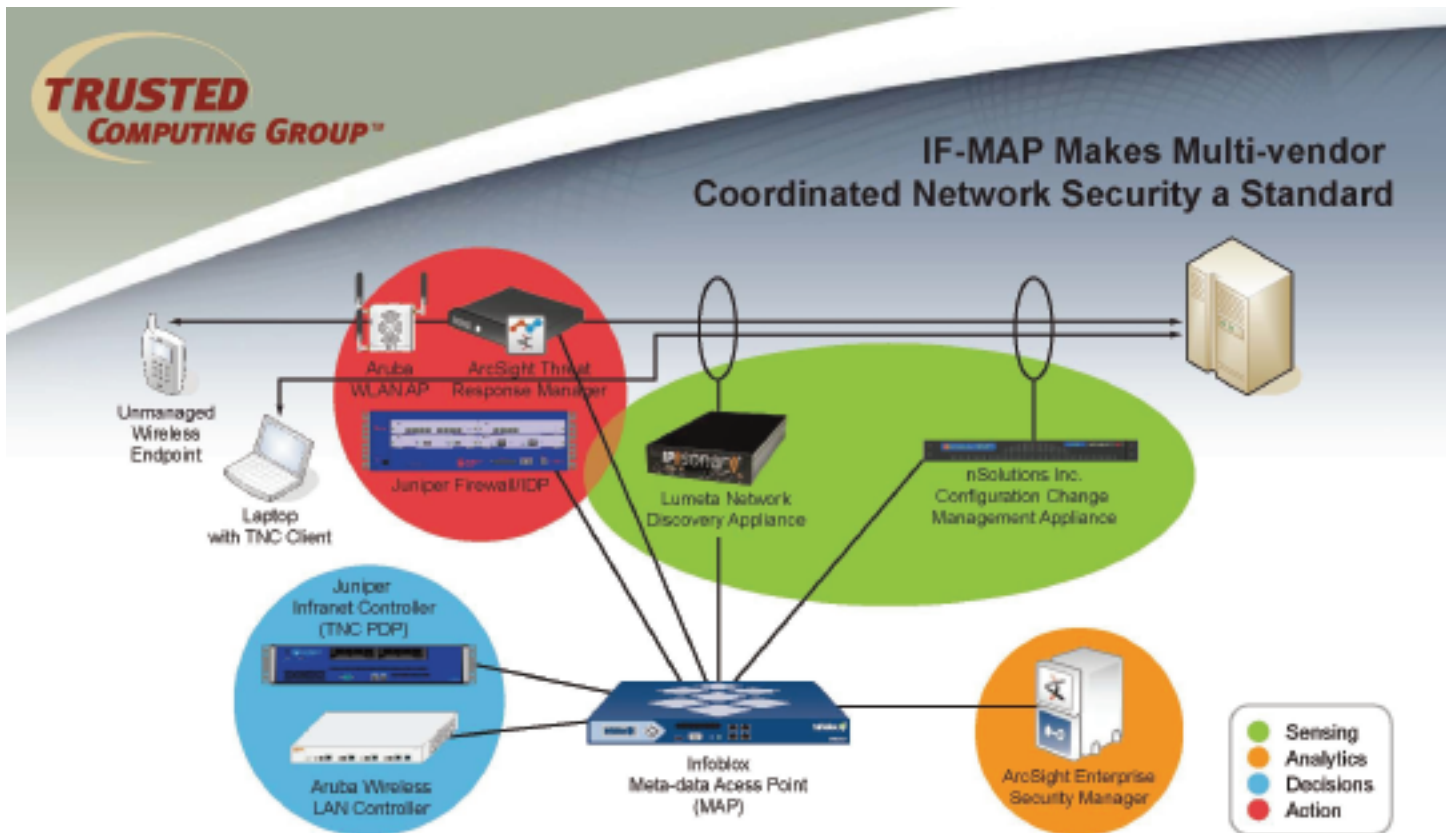 TRUSTED
COMPUTING GROUP™
IF-MAP Makes Multi-vendor
Coordinated Network Security a Standard
Aruba
WLAN AP
ArcSight Threat
Response Manager
Unmanaged
Wireless
Endpoint
Laptop
with TNC Client
Juniper Firewall/IDP
IPsonar
Lumeta Network
Discovery Appliance
nSolutions Inc.
Configuration Change
Management Appliance
Juniper
Infranet Controller
(TNC PDP)
Aruba Wireless
LAN Controller
Infoblox
Meta-data Acess Point
(MAP)
ArcSight Enterprise
Security Manager
Sensing
Analytics
Decisions
Action